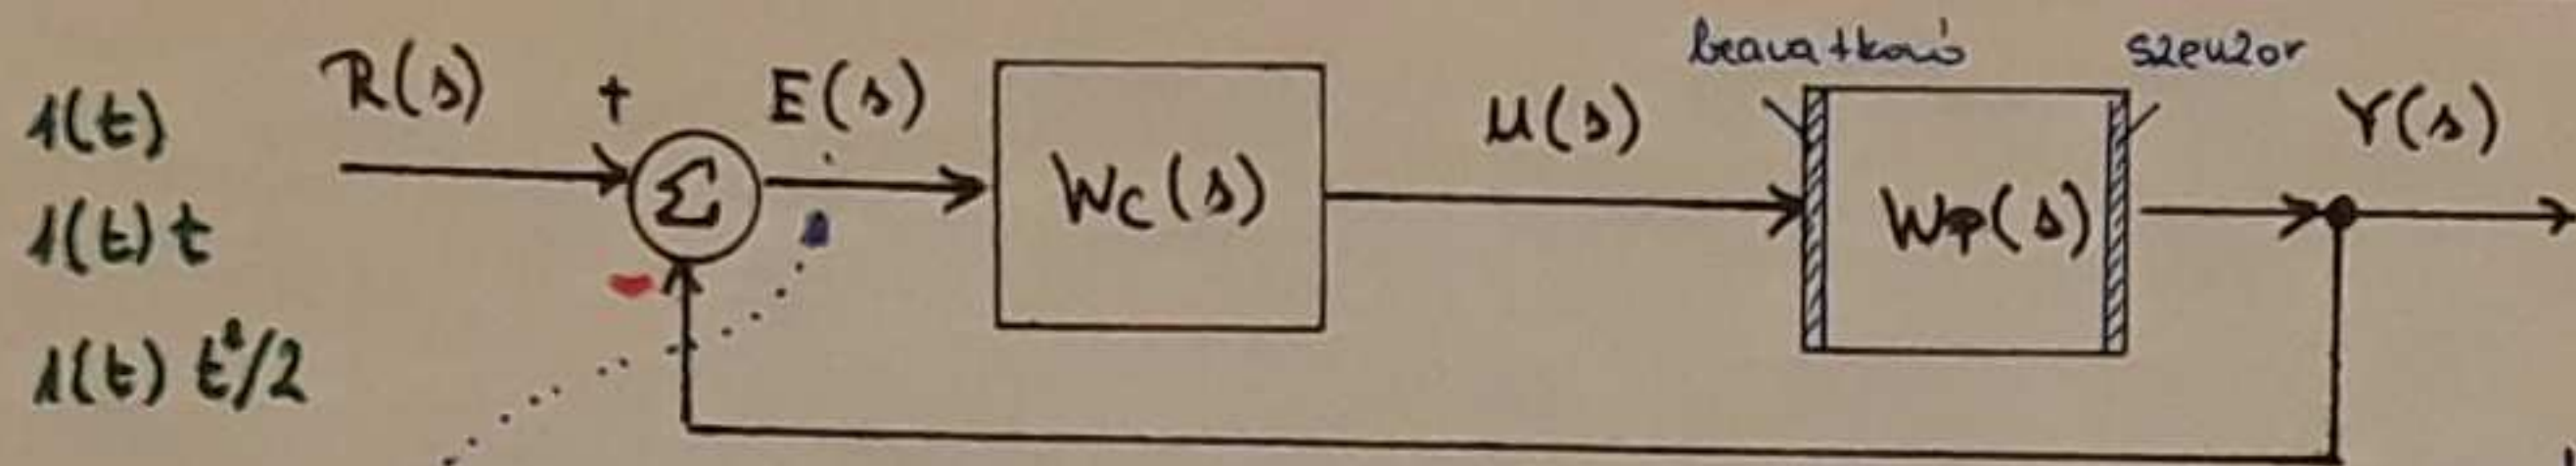 beavatkozó
szenzor
1(t)
R(s)
+
E(s)
U(s)
Y(s)
Σ
Wc(s)
Wp(s)
1(t) t
-
1(t) t²/2